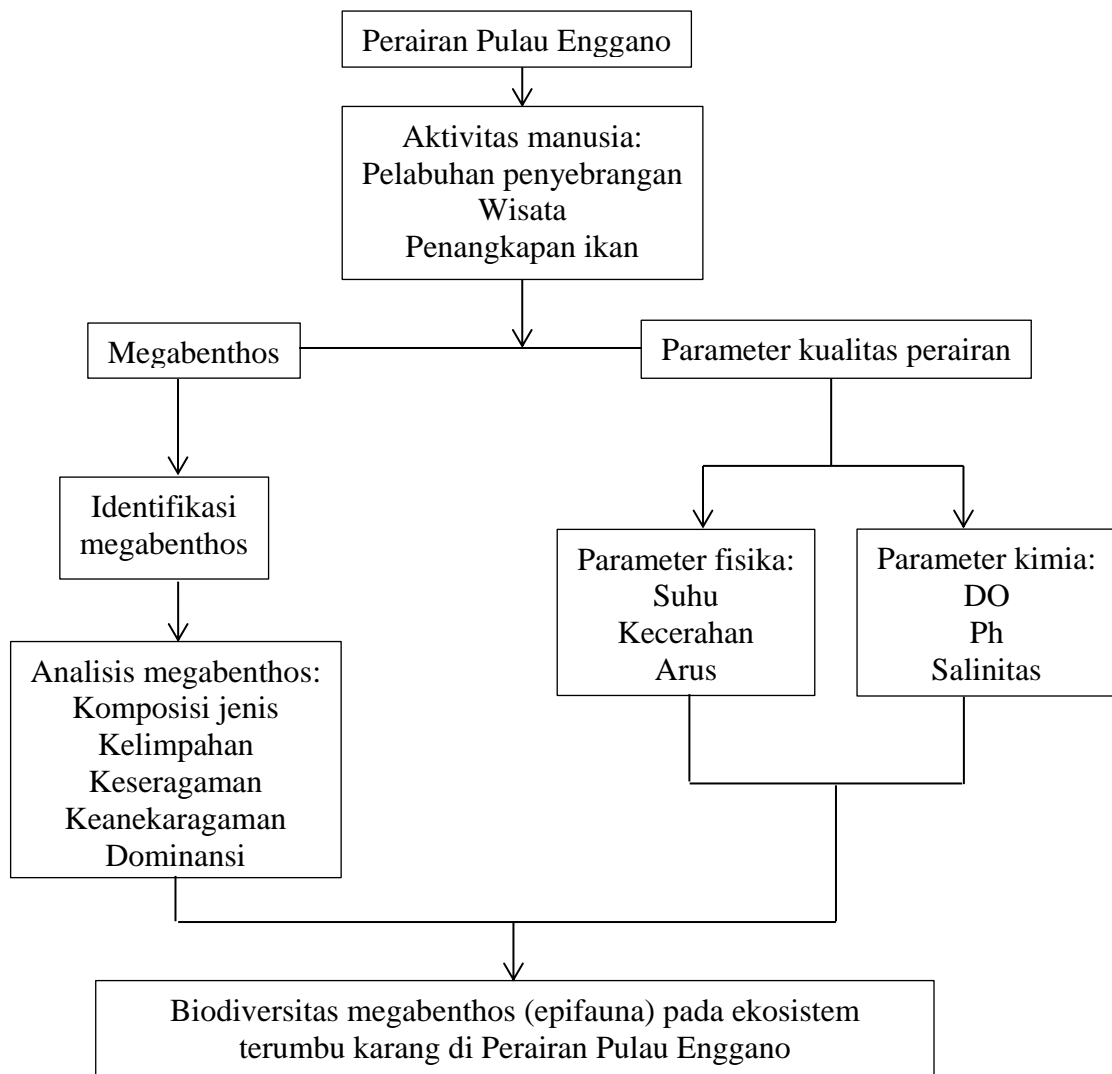 Perairan Pulau Enggano
Aktivitas manusia:
Pelabuhan penyebrangan
Wisata
Penangkapan ikan
Megabenthos
Parameter kualitas perairan
Identifikasi
megabenthos
Parameter fisika:
Suhu
Kecerahan
Arus
Parameter kimia:
DO
Ph
Salinitas
Analisis megabenthos:
Komposisi jenis
Kelimpahan
Keseragaman
Keanekaragaman
Dominansi
Biodiversitas megabenthos (epifauna) pada ekosistem
terumbu karang di Perairan Pulau Enggano